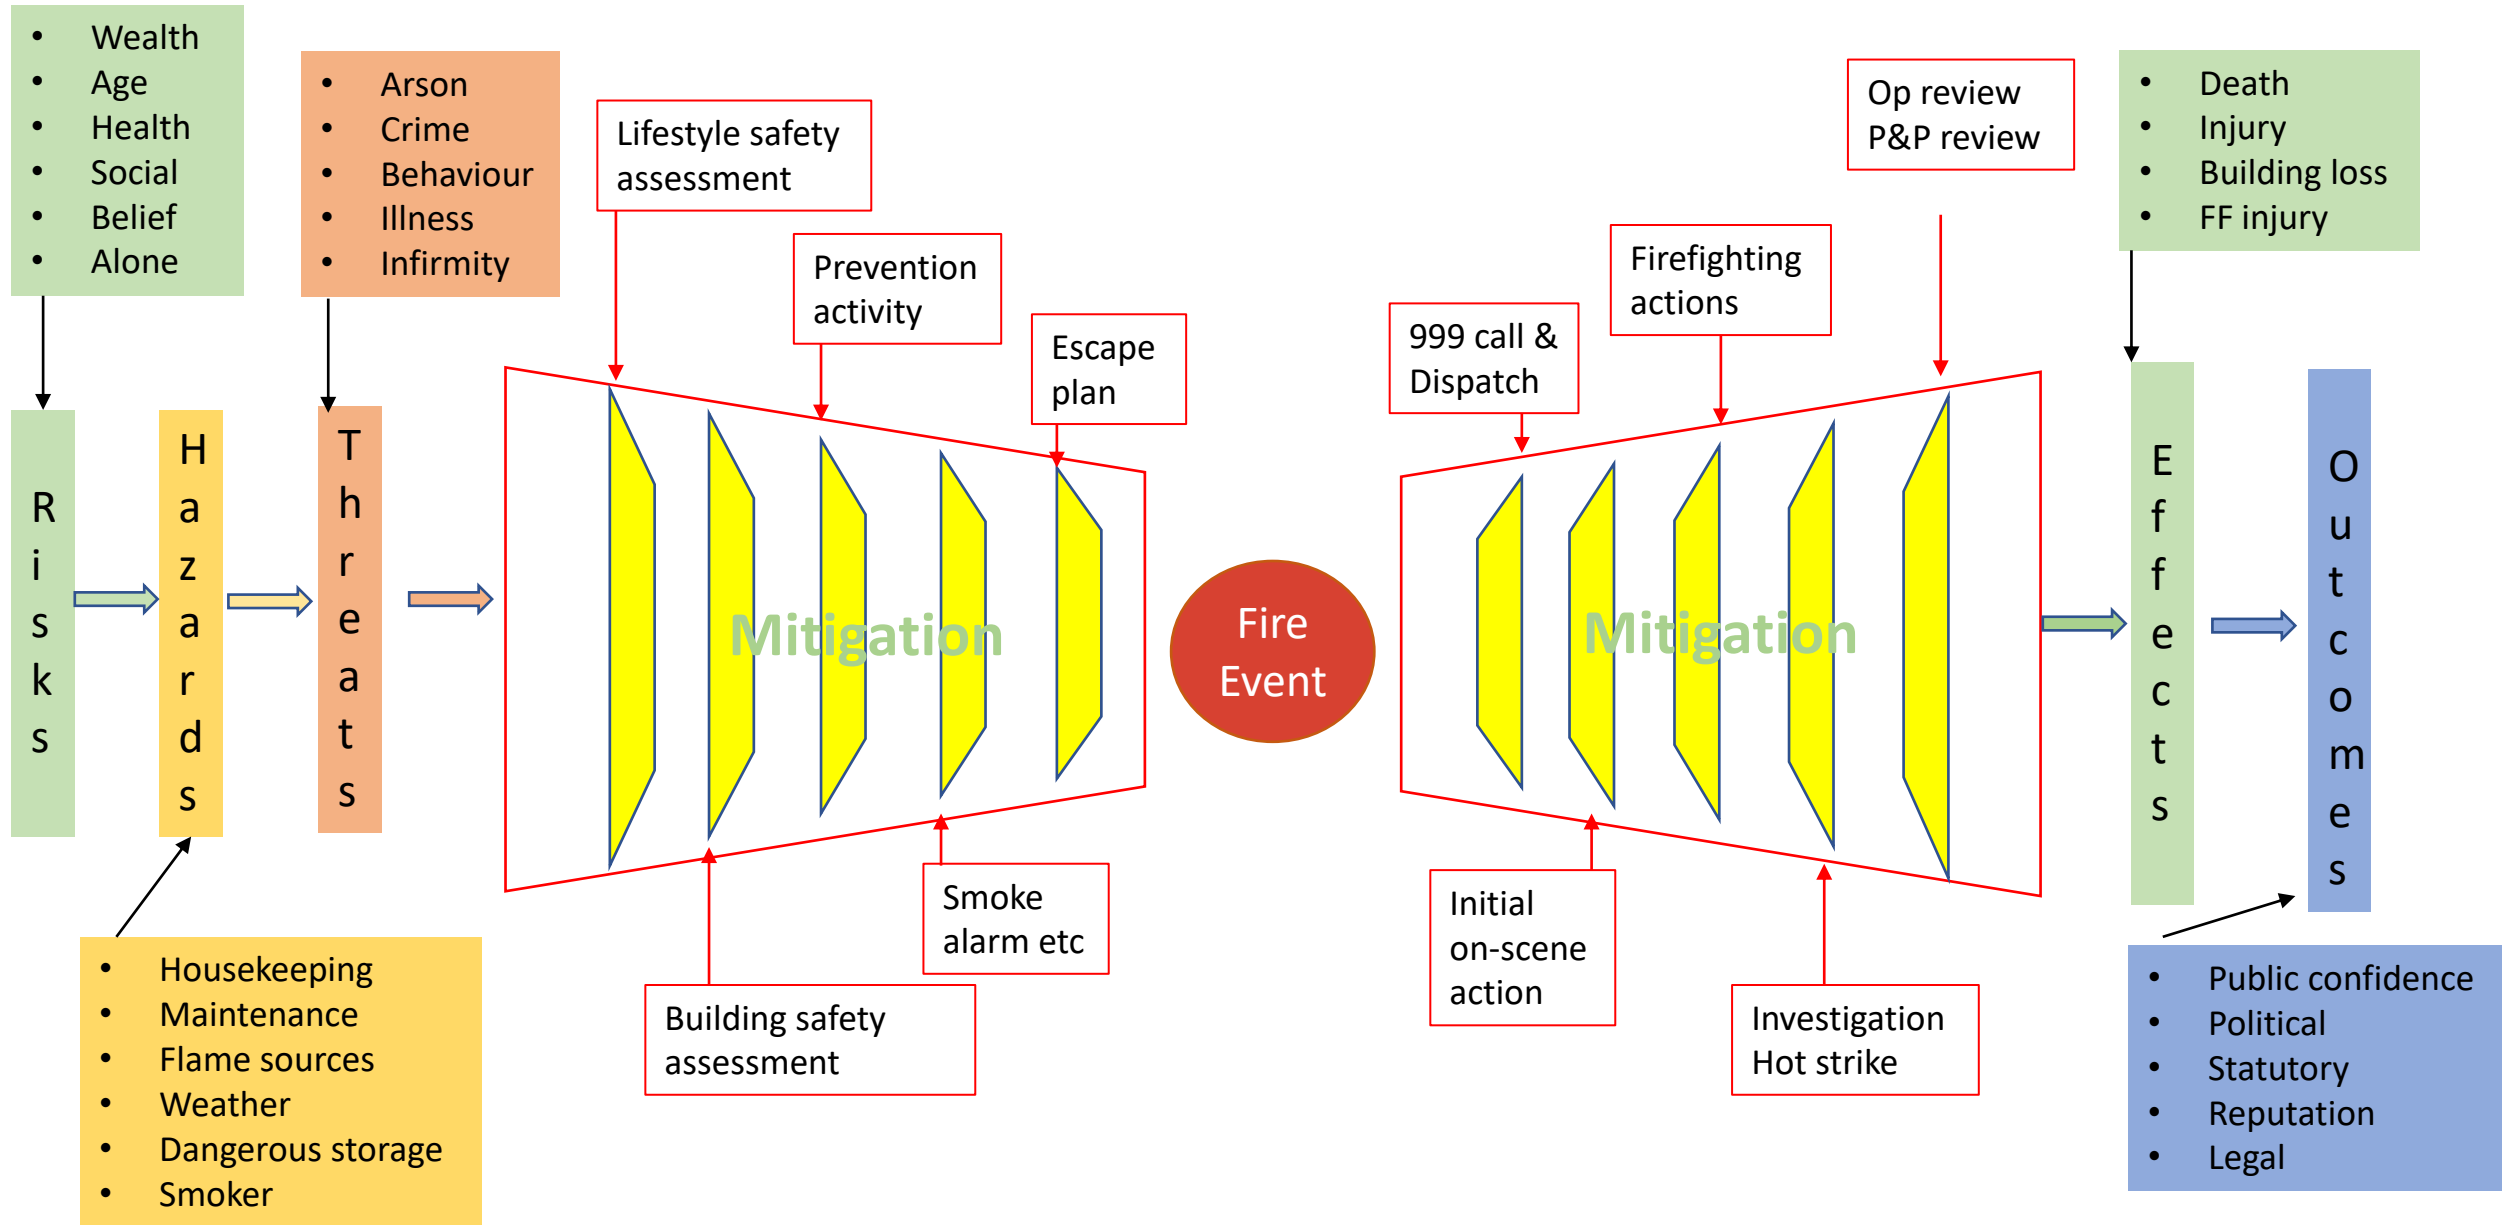 • Wealth
• Age
• Health
• Social
• Belief
• Alone
• Arson
• Crime
• Behaviour
• Illness
• Infirmity
Lifestyle safety
assessment
Prevention
activity
Escape
plan
999 call &
Dispatch
Firefighting
actions
Op review
P&P review
• Death
• Injury
• Building loss
• FF injury
Risks
Hazards
Threats
Mitigation
Fire
Event
Mitigation
Effects
Outcomes
• Housekeeping
• Maintenance
• Flame sources
• Weather
• Dangerous storage
• Smoker
Building safety
assessment
Smoke
alarm etc
Initial
on-scene
action
Investigation
Hot strike
• Public confidence
• Political
• Statutory
• Reputation
• Legal